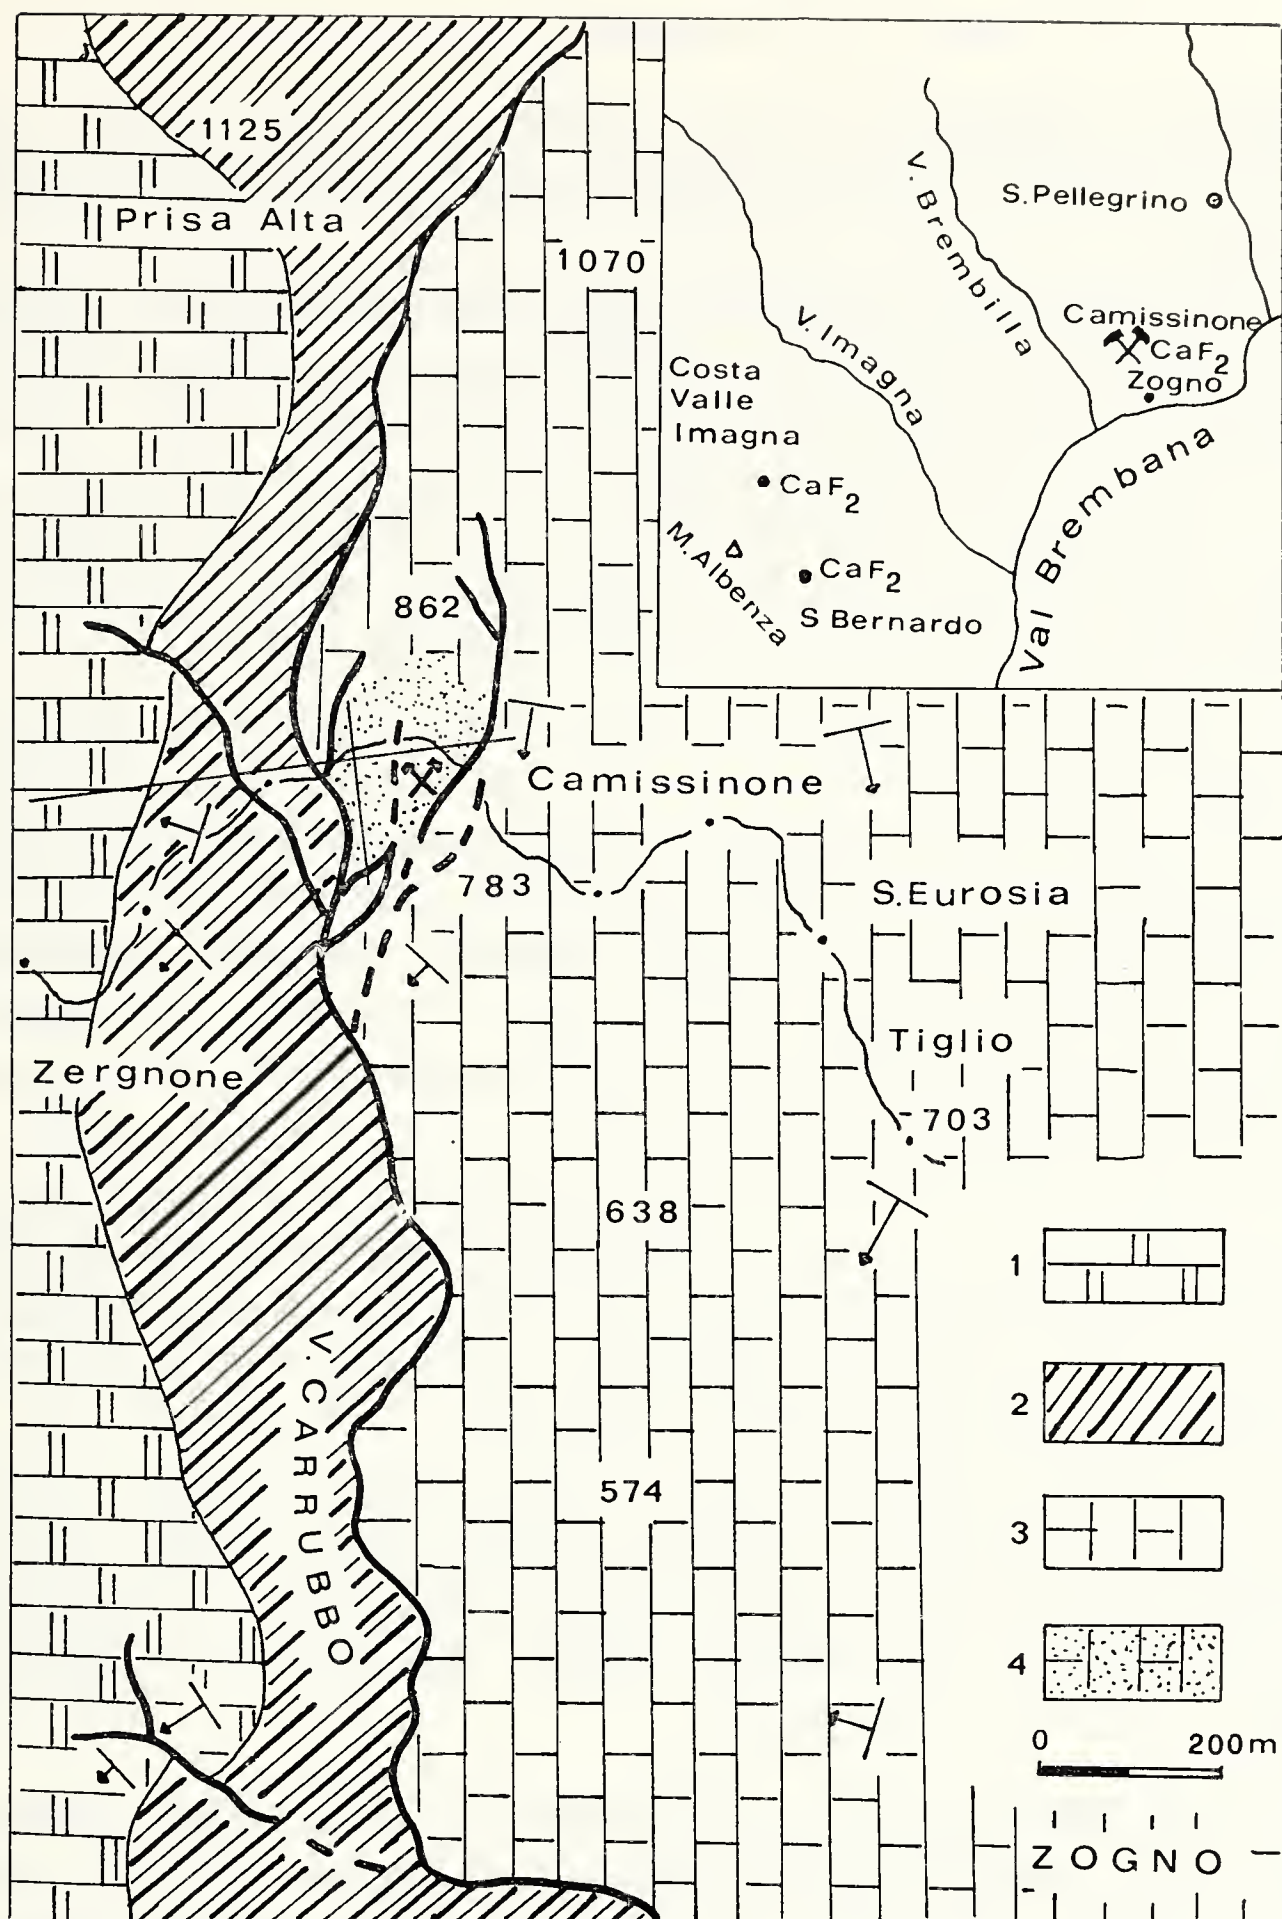 1125
Prisa Alta
1070
862
Camissinone
783
S.Eurosia
Tiglio
703
Zergnone
638
574
V. CARRUBBO
V. Brembilla
S.Pellegrino
Camissinone
CaF2
Zogno
V. Imagna
Costa
Valle
Imagna
CaF2
M.Albenza
CaF2
S Bernardo
Val Brembana
1
2
3
4
0 200m
ZOGNO